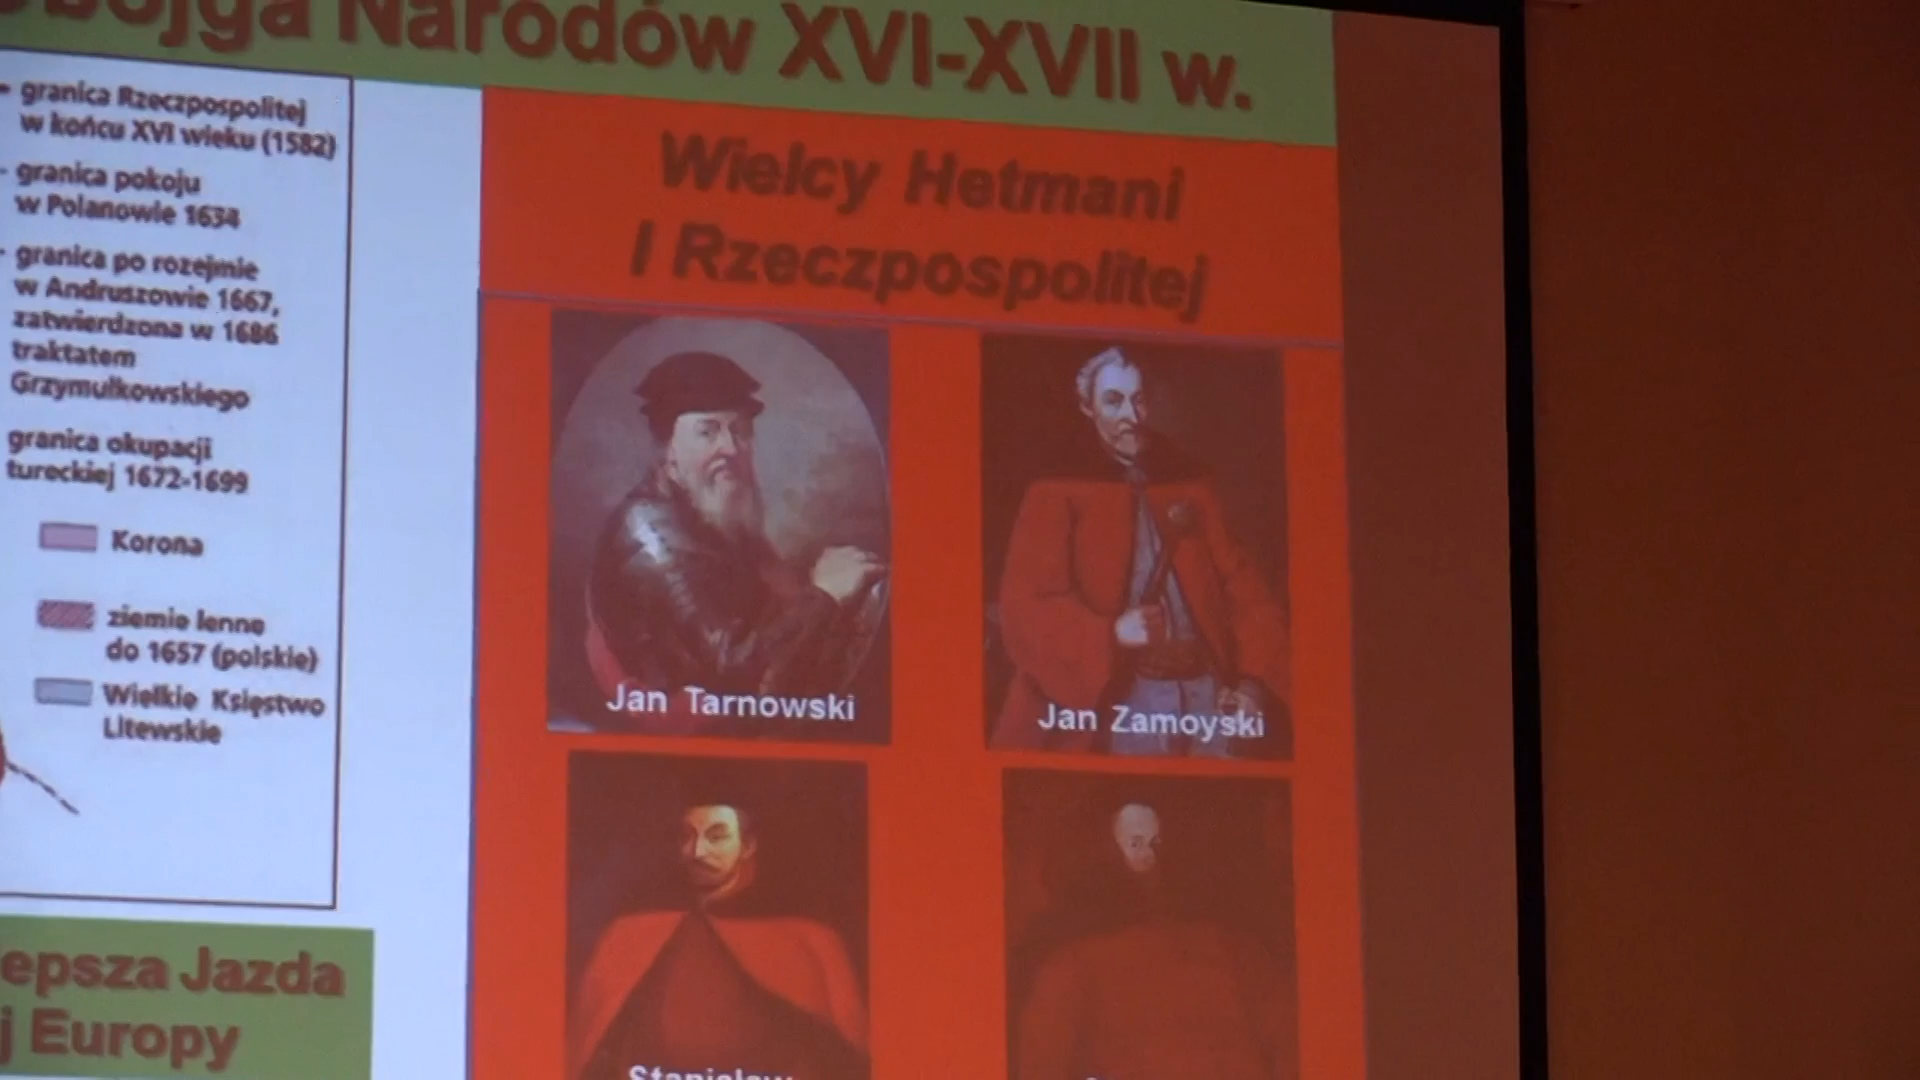 Narodów XVI-XVII w.
granica Rzeczpospolitej
w końcu XVI wieku (1582)
granica pokoju
w Polanowie 1634
granica po rozejmie
w Andruszowie 1667,
zatwierdzona w 1686
traktatem
Grzymułkowskiego
granica okupacji
tureckiej 1672-1699
Korona
ziemie lenne
do 1657 (polskie)
Wielkie Księstwo
Litewskie
Jazda
Europy
Wielcy Hetmani
I Rzeczpospolitej
Jan Tarnowski
Jan Zamoyski